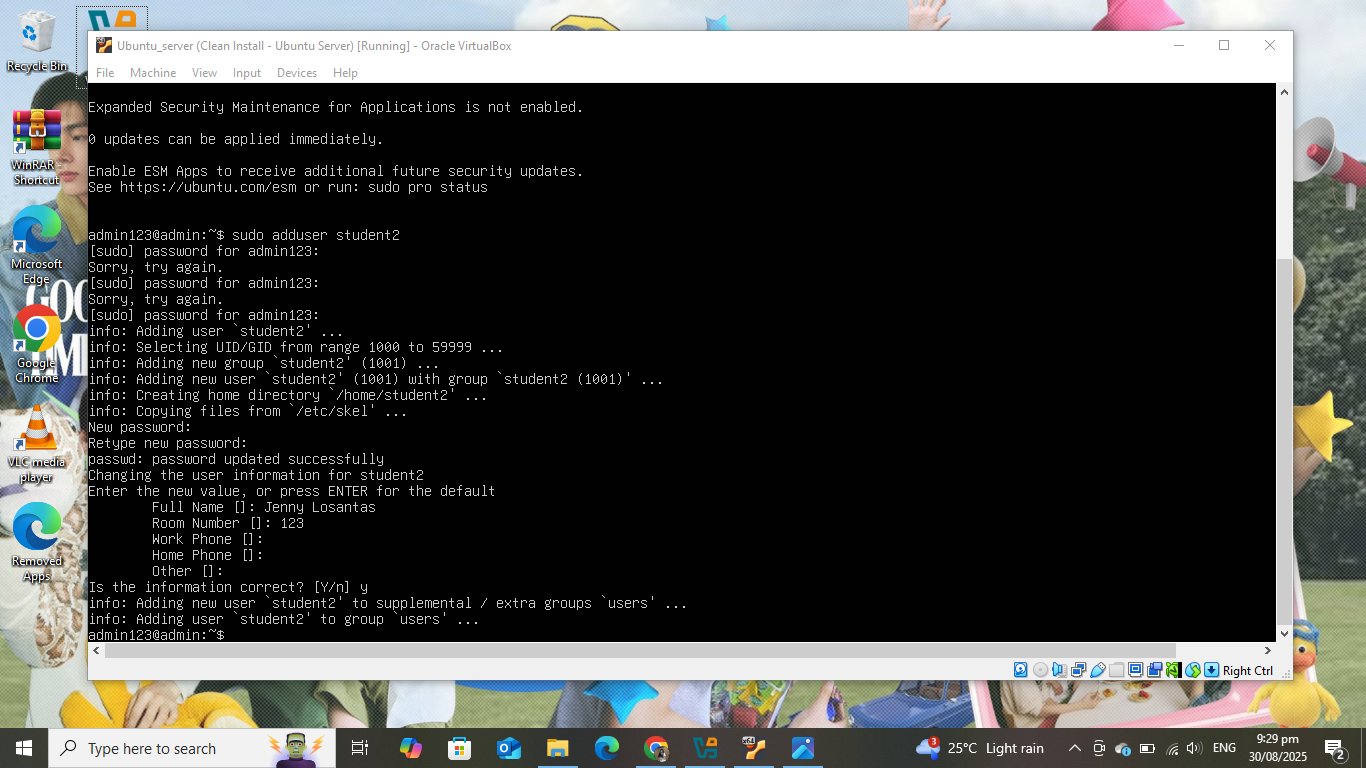 Recycle Bin
WinRAR -
Shortcut
Microsoft
Edge
Google
Chrome
VLC media
player
Removed
Apps
GOO
TIME
Ubuntu_server (Clean Install - Ubuntu Server) [Running] - Oracle VirtualBox
File Machine View Input Devices Help
Expanded Security Maintenance for Applications is not enabled.
0 updates can be applied immediately.
Enable ESM Apps to receive additional future security updates.
See https://ubuntu.com/esm or run: sudo pro status
admin123@admin:~$ sudo adduser student2
[sudo] password for admin123:
Sorry, try again.
[sudo] password for admin123:
Sorry, try again.
[sudo] password for admin123:
info: Adding user `student2' ...
info: Selecting UID/GID from range 1000 to 59999 ...
info: Adding new group `student2' (1001) ...
info: Adding new user `student2' (1001) with group `student2 (1001)' ...
info: Creating home directory `/home/student2' ...
info: Copying files from `/etc/skel' ...
New password:
Retype new password:
passwd: password updated successfully
Changing the user information for student2
Enter the new value, or press ENTER for the default
Full Name []: Jenny Losantas
Room Number []: 123
Work Phone []:
Home Phone []:
Other []:
Is the information correct? [Y/n] y
info: Adding new user `student2' to supplemental / extra groups `users' ...
info: Adding user `student2' to group `users' ...
admin123@admin:~$
Right Ctrl
Type here to search
x64
3
25°C Light rain
ENG
9:29 pm
30/08/2025
2